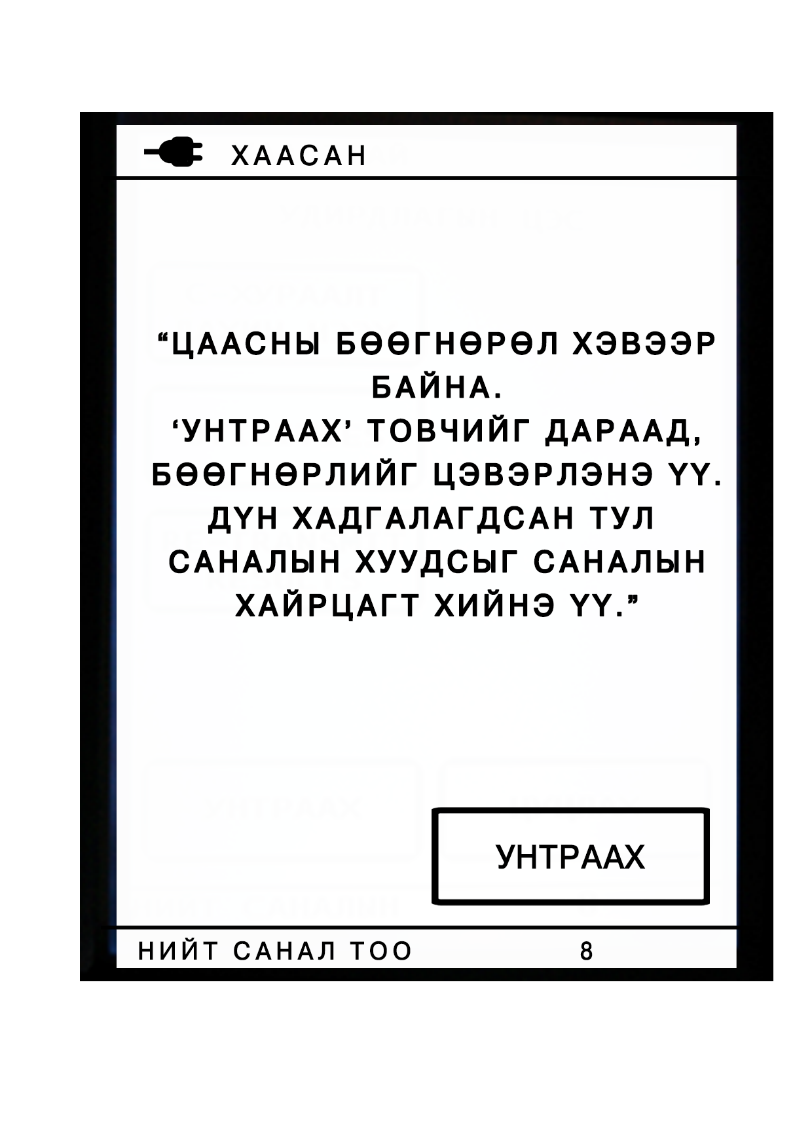 ХААСАН
“ЦААСНЫ БӨӨГНӨРӨЛ ХЭВЭЭР
БАЙНА.
‘УНТРААХ’ ТОВЧИЙГ ДАРААД,
БӨӨГНӨРЛИЙГ ЦЭВЭРЛЭНЭ ҮҮ.
ДҮН ХАДГАЛАГДСАН ТУЛ
САНАЛЫН ХУУДСЫГ САНАЛЫН
ХАЙРЦАГТ ХИЙНЭ ҮҮ.”
УНТРААХ
НИЙТ САНАЛ ТОО 8